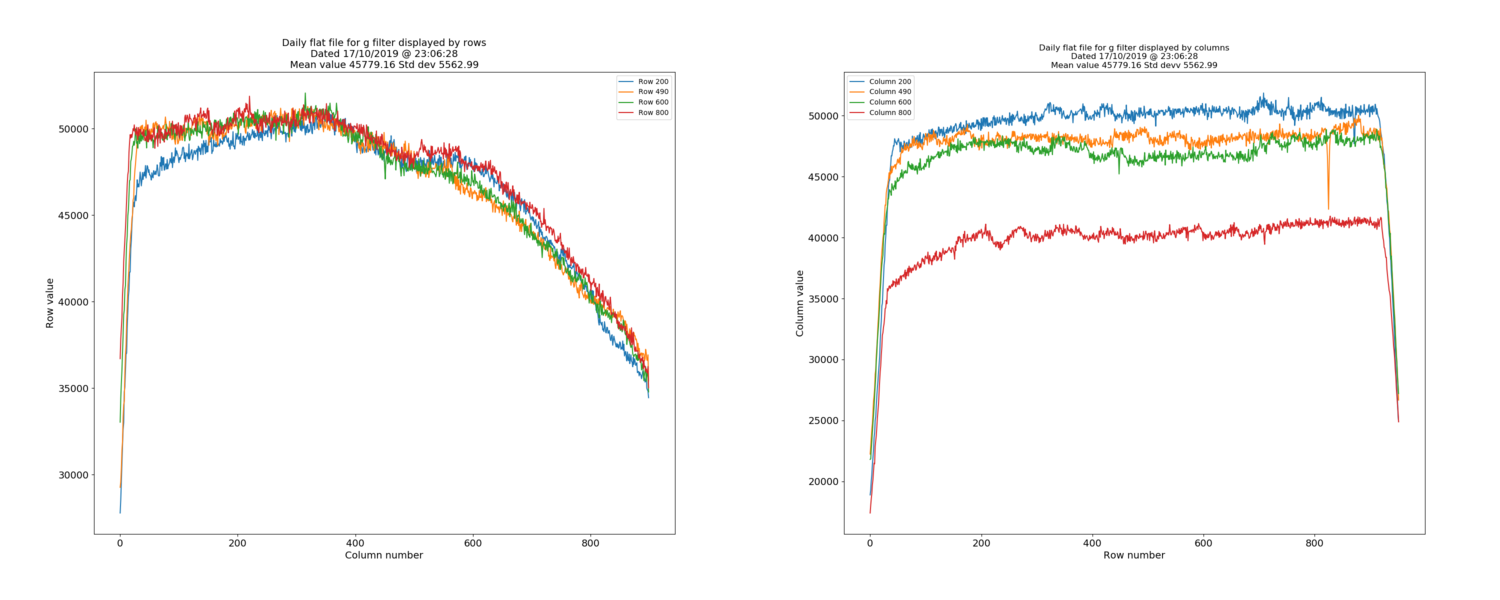 Daily flat file for g filter displayed by rows
Dated 17/10/2019 @ 23:06:28
Mean value 45779.16 Std dev 5562.99
Row 200
Row 490
Row 600
Row 800
50000
45000
40000
35000
30000
Row value
0 200 400 600 800
Column number
Daily flat file for g filter displayed by columns
Dated 17/10/2019 @ 23:06:28
Mean value 45779.16 Std devv 5562.99
Column 200
Column 490
Column 600
Column 800
50000
45000
40000
35000
30000
25000
20000
Column value
0 200 400 600 800
Row number